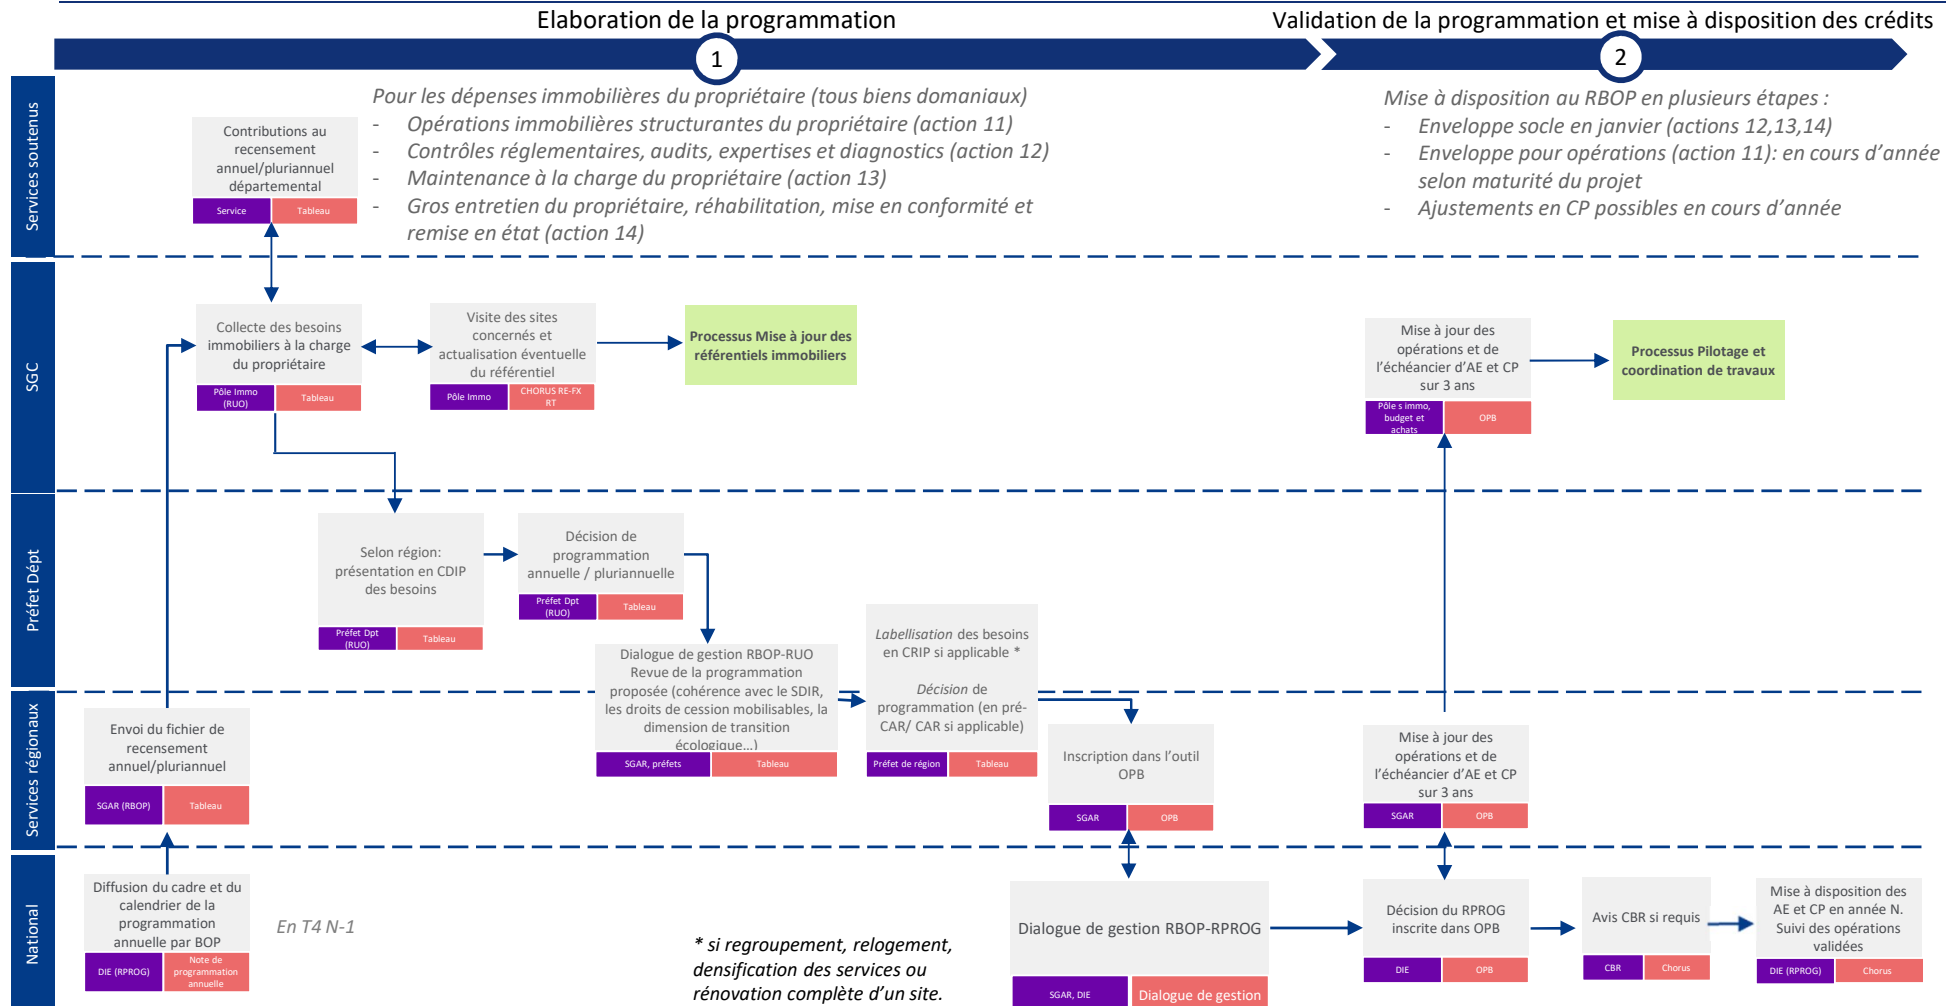 Elaboration de la programmation
Validation de la programmation et mise à disposition des crédits
1
2
Services soutenus
Contributions au
recensement
annuel/pluriannuel
départemental
Service
Tableau
Pour les dépenses immobilières du propriétaire (tous biens domaniaux)
- Opérations immobilières structurantes du propriétaire (action 11)
- Contrôles réglementaires, audits, expertises et diagnostics (action 12)
- Maintenance à la charge du propriétaire (action 13)
- Gros entretien du propriétaire, réhabilitation, mise en conformité et
remise en état (action 14)
Mise à disposition au RBOP en plusieurs étapes :
- Enveloppe socle en janvier (actions 12,13,14)
- Enveloppe pour opérations (action 11): en cours d'année
selon maturité du projet
- Ajustements en CP possibles en cours d'année
SGC
Collecte des besoins
immobiliers à la charge
du propriétaire
Pôle Immo
(RUO)
Tableau
Visite des sites
concernés et
actualisation éventuelle
du référentiel
Pôle Immo
CHORUS RE-FX
RT
Processus Mise à jour des
référentiels immobiliers
Mise à jour des
opérations et de
l'échéancier d'AE et CP
sur 3 ans
Pôle s immo,
budget et
achats
OPB
Processus Pilotage et
coordination de travaux
Préfet Dépt
Selon région:
présentation en CDIP
des besoins
Préfet Dpt
(RUO)
Tableau
Décision de
programmation
annuelle / pluriannuelle
Préfet Dpt
(RUO)
Tableau
Dialogue de gestion RBOP-RUO
Revue de la programmation
proposée (cohérence avec le SDIR,
les droits de cession mobilisables, la
dimension de transition
écologique…)
SGAR, préfets
Tableau
Labellisation des besoins
en CRIP si applicable *
Décision de
programmation (en pré-
CAR/ CAR si applicable)
Préfet de région
Tableau
Services régionaux
Envoi du fichier de
recensement
annuel/pluriannuel
SGAR (RBOP)
Tableau
Inscription dans l'outil
OPB
SGAR
OPB
Mise à jour des
opérations et de
l'échéancier d'AE et CP
sur 3 ans
SGAR
OPB
National
Diffusion du cadre et du
calendrier de la
programmation
annuelle par BOP
DIE (RPROG)
Note de
programmation
annuelle
En T4 N-1
* si regroupement, relogement,
densification des services ou
rénovation complète d'un site.
Dialogue de gestion RBOP-RPROG
SGAR, DIE
Dialogue de gestion
Décision du RPROG
inscrite dans OPB
DIE
OPB
Avis CBR si requis
CBR
Chorus
Mise à disposition des
AE et CP en année N.
Suivi des opérations
validées
DIE (RPROG)
Chorus